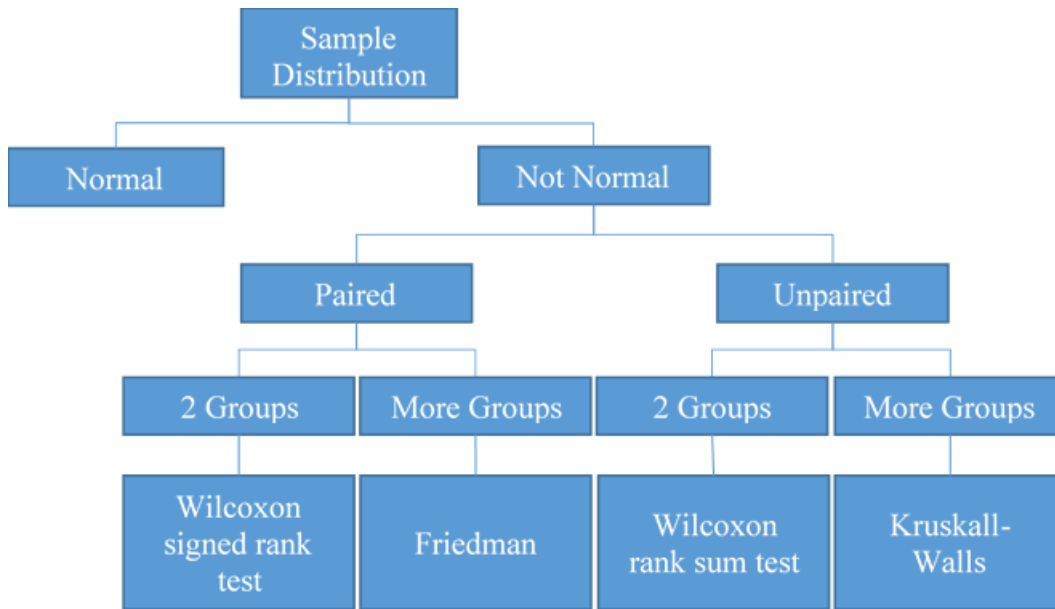 Sample
Distribution
Normal
Not Normal
Paired
Unpaired
2 Groups
More Groups
2 Groups
More Groups
Wilcoxon
signed rank
test
Friedman
Wilcoxon
rank sum test
Kruskall-
Walls